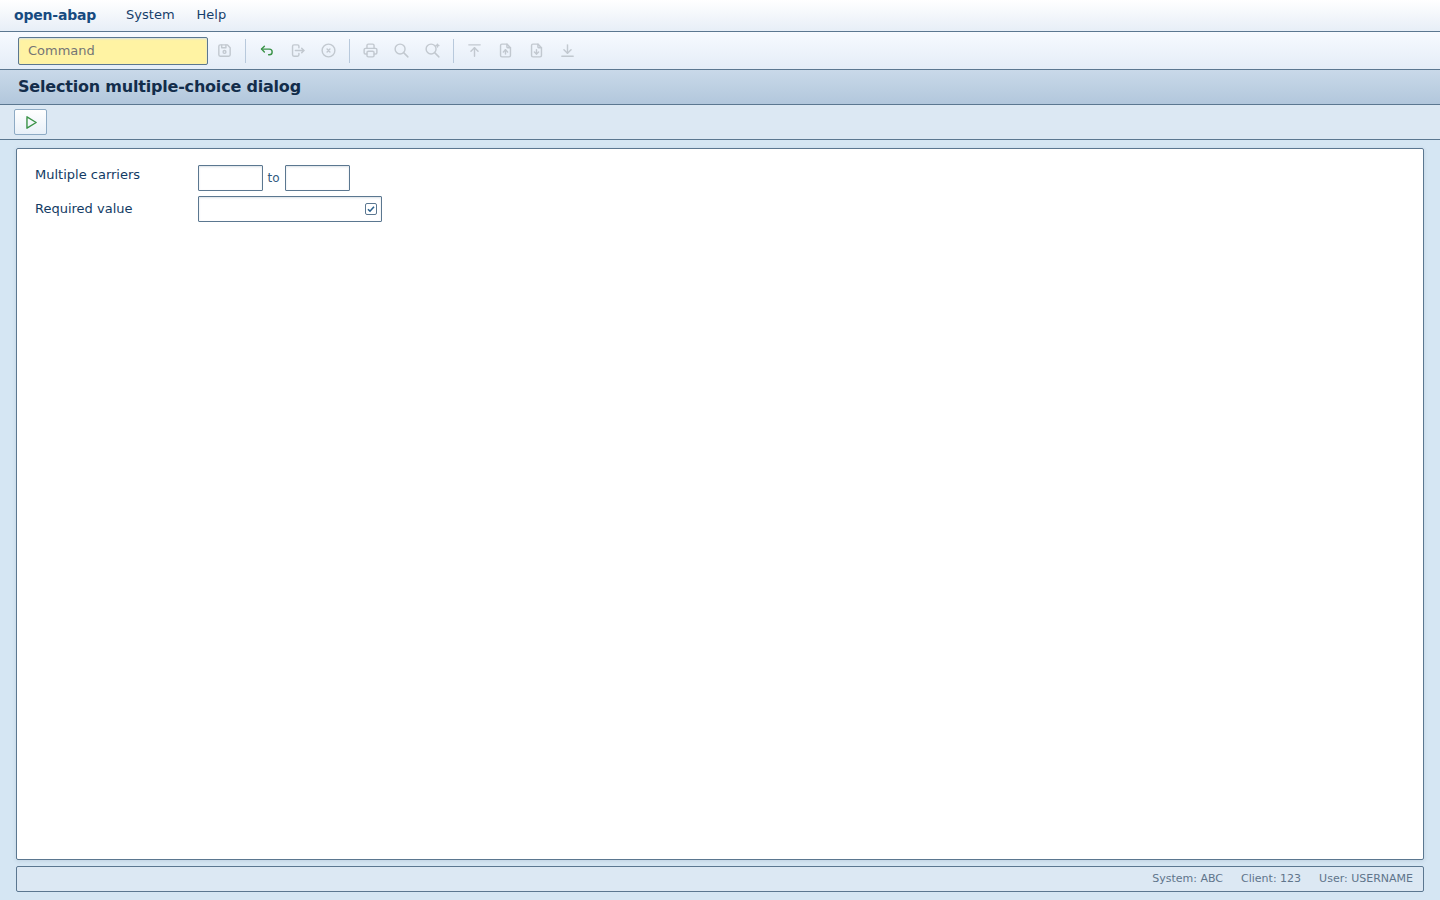 open-abap System Help
Command
Selection multiple-choice dialog
Multiple carriers to
Required value
System: ABC Client: 123 User: USERNAME